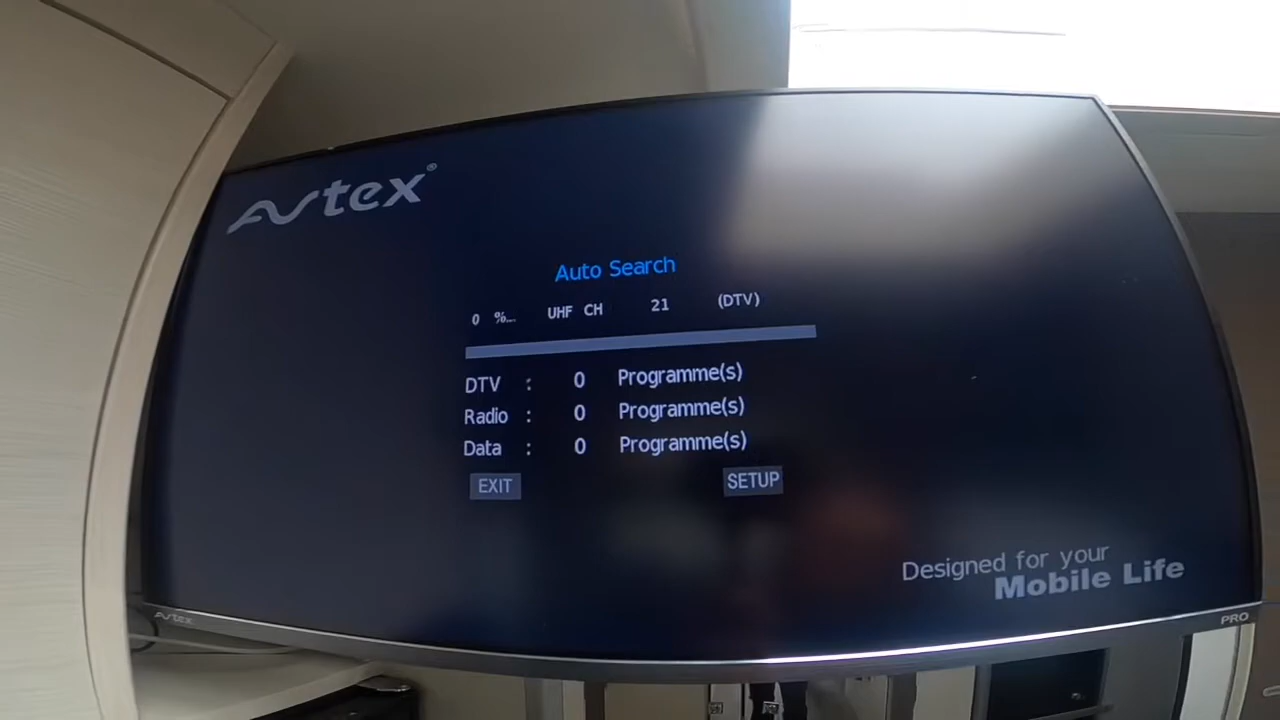 Avtex®
Auto Search
0 %... UHF CH 21 (DTV)
DTV : 0 Programme(s)
Radio : 0 Programme(s)
Data : 0 Programme(s)
EXIT SETUP
Designed for your
Mobile Life
Avtex PRO